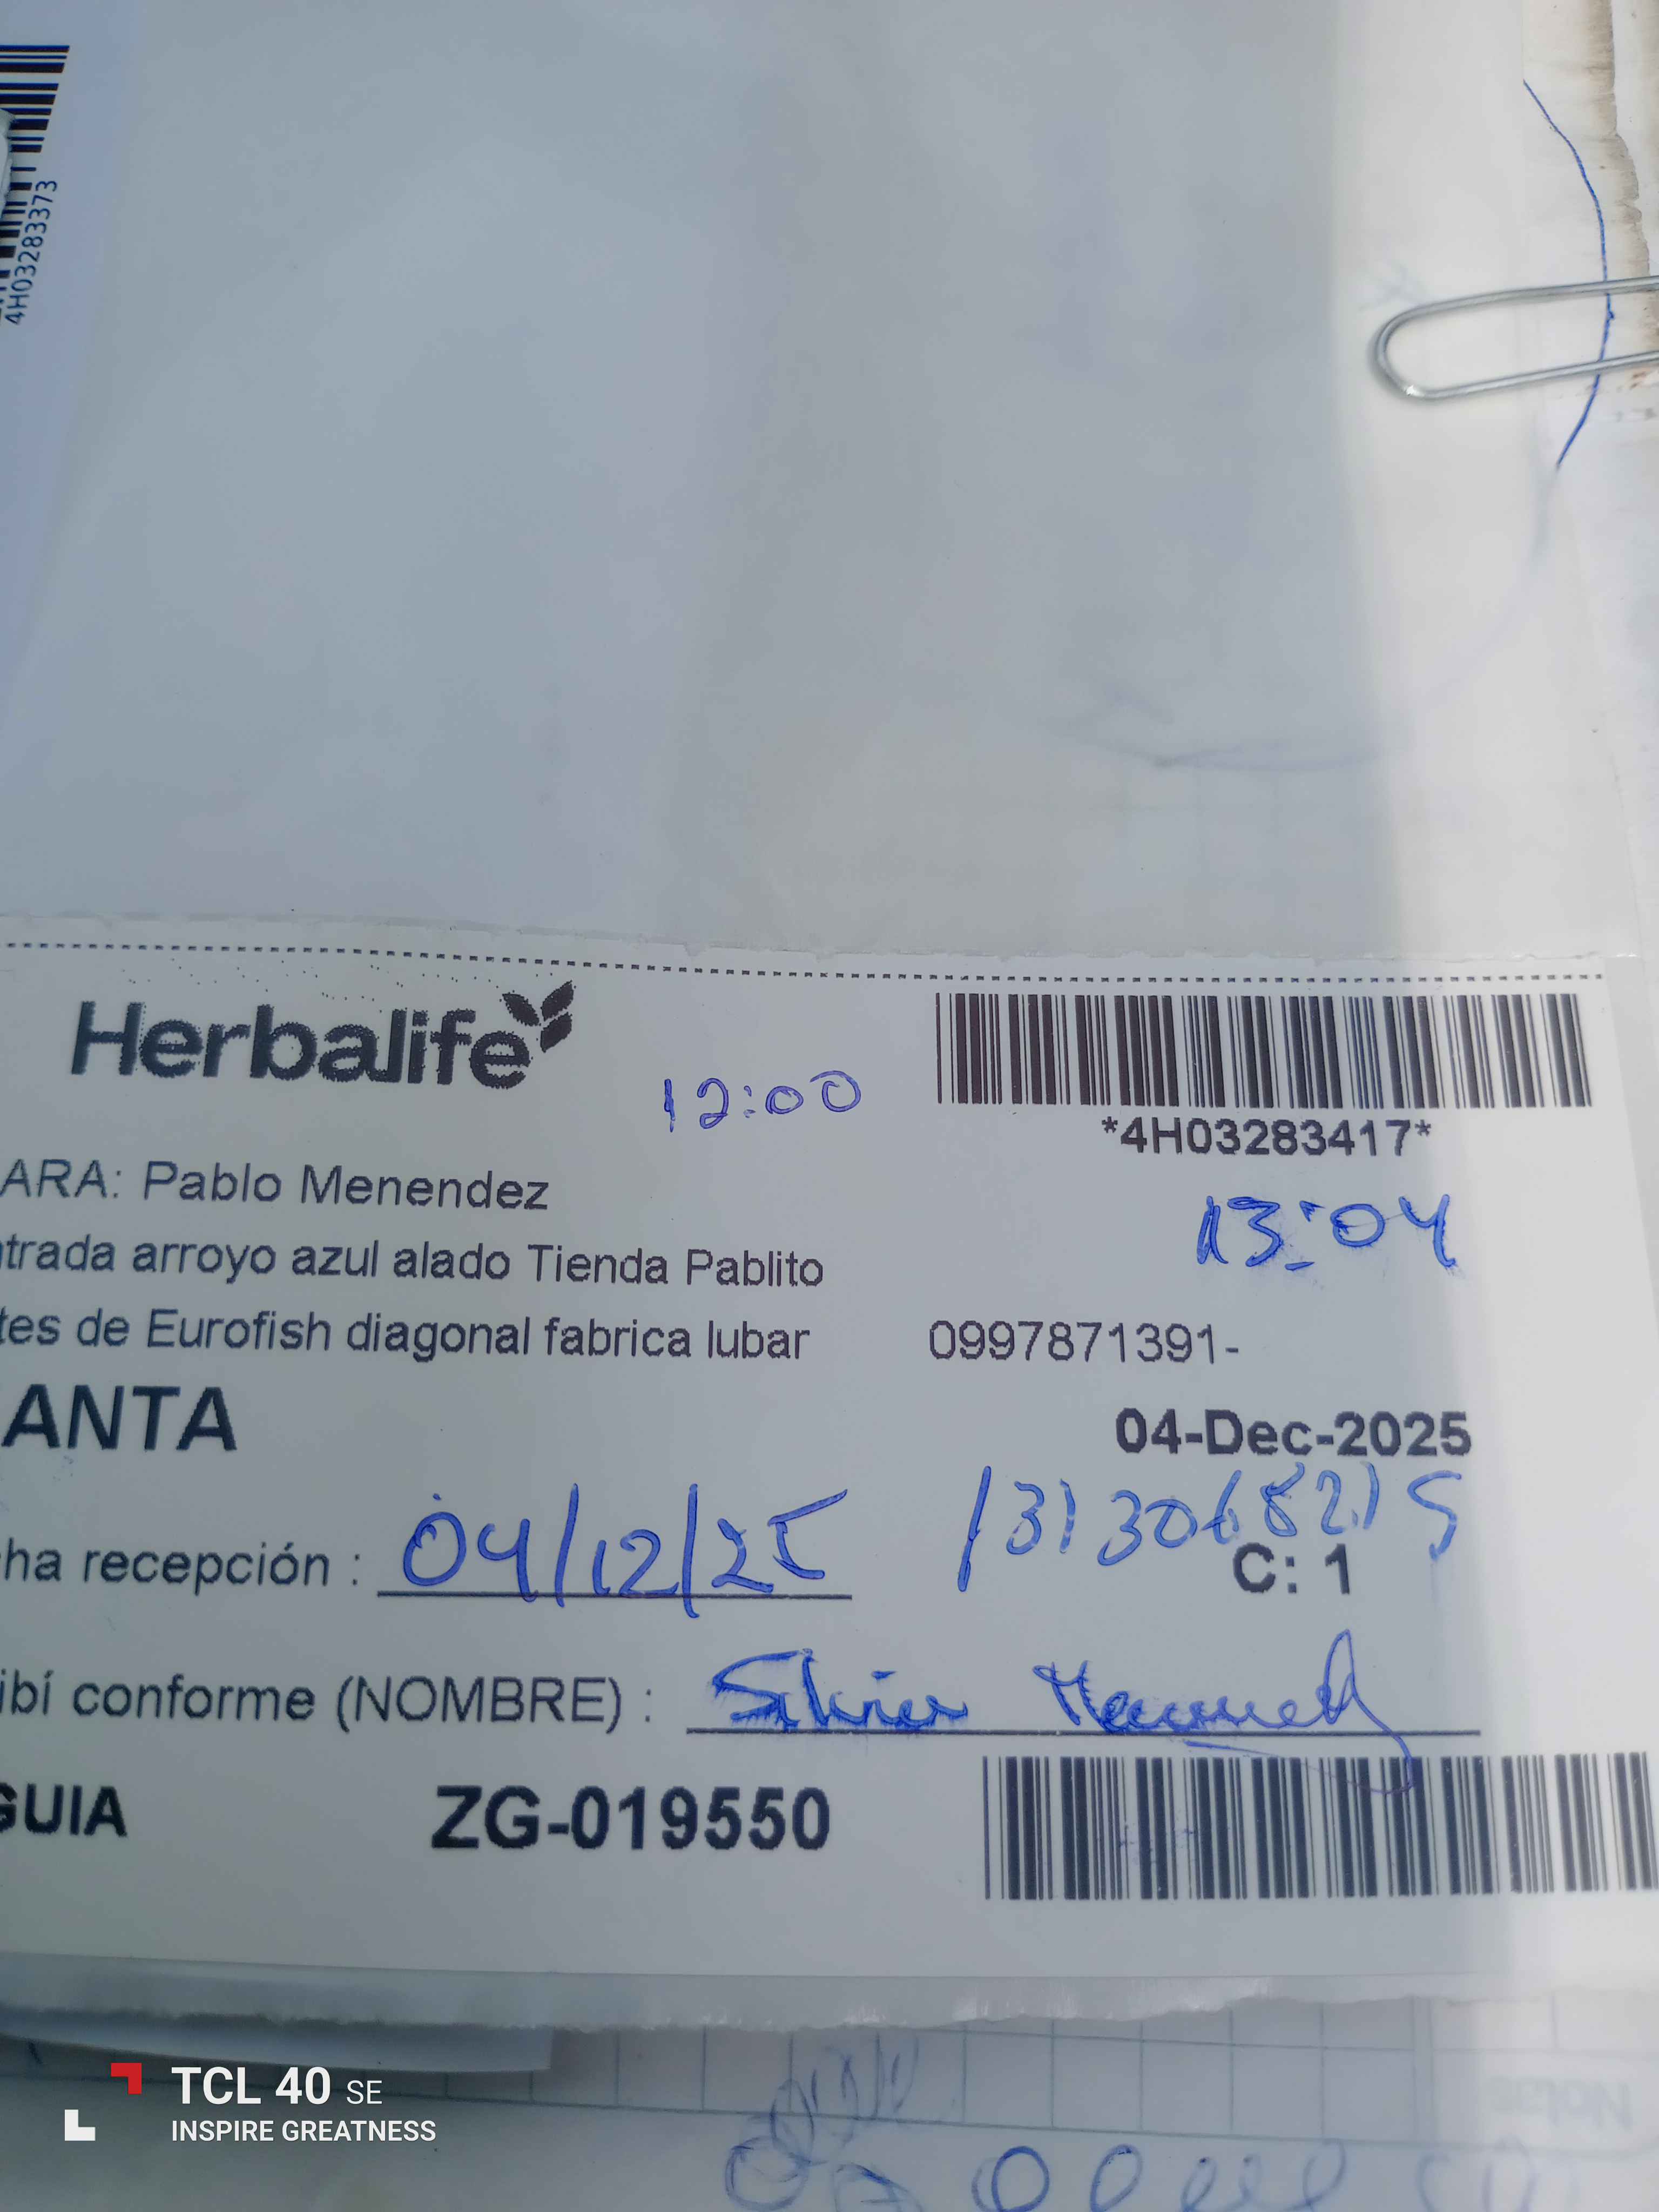 4H03283373
Herbalife
12:00
*4H03283417*
ARA: Pablo Menendez
13:04
trada arroyo azul alado Tienda Pablito
tes de Eurofish diagonal fabrica lubar
0997871391-
ANTA
04-Dec-2025
ha recepción : 04/12/25
C: 1
ibí conforme (NOMBRE) :
GUIA
ZG-019550
TCL 40 SE
INSPIRE GREATNESS